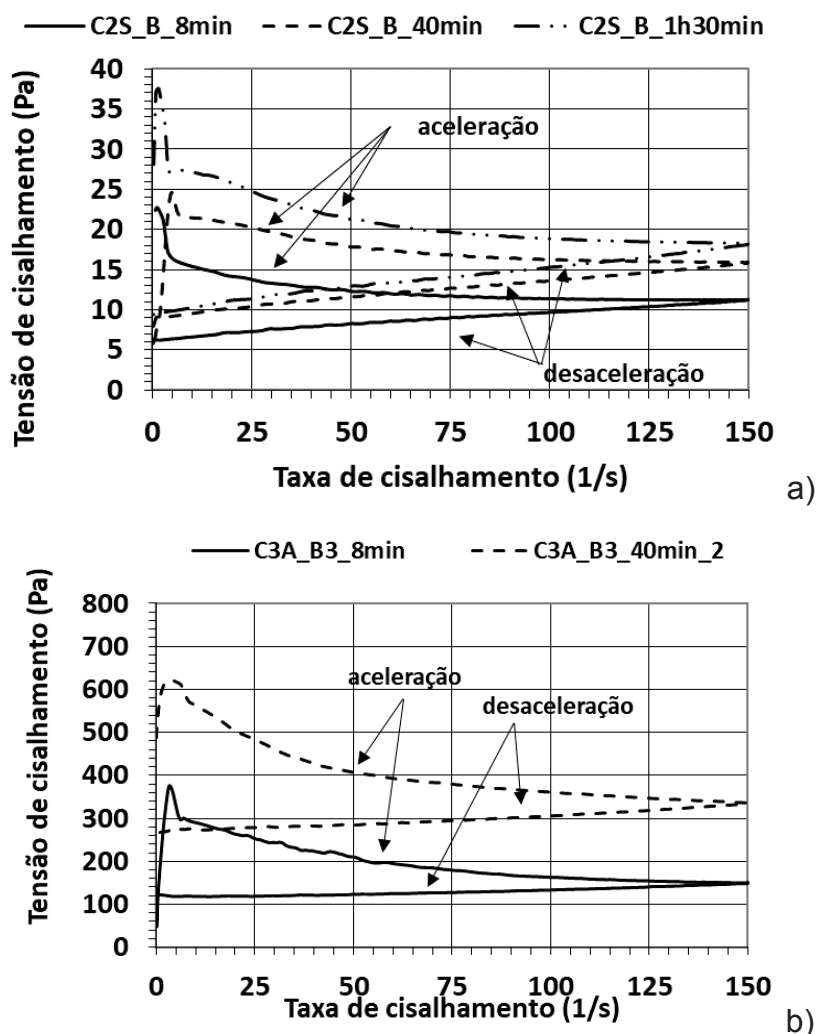 C2S_B_8min C2S_B_40min C2S_B_1h30min
Tensão de cisalhamento (Pa)
40
35
30
25
20
15
10
5
0
aceleração
desaceleração
0 25 50 75 100 125 150
Taxa de cisalhamento (1/s)
a)
C3A_B3_8min C3A_B3_40min_2
Tensão de cisalhamento (Pa)
800
700
600
500
400
300
200
100
0
aceleração
desaceleração
0 25 50 75 100 125 150
Taxa de cisalhamento (1/s)
b)